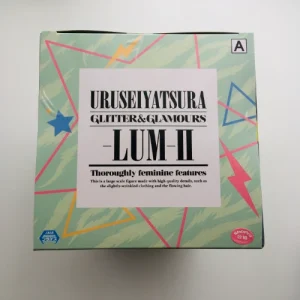 A
URUSEIYATSURA
GLITTER&GLAMOURS
-LUM-II
Thoroughly feminine features
This is a large-scale figure made with high quality details, such as
the slightly wrinkled clothing and the flowing hair.